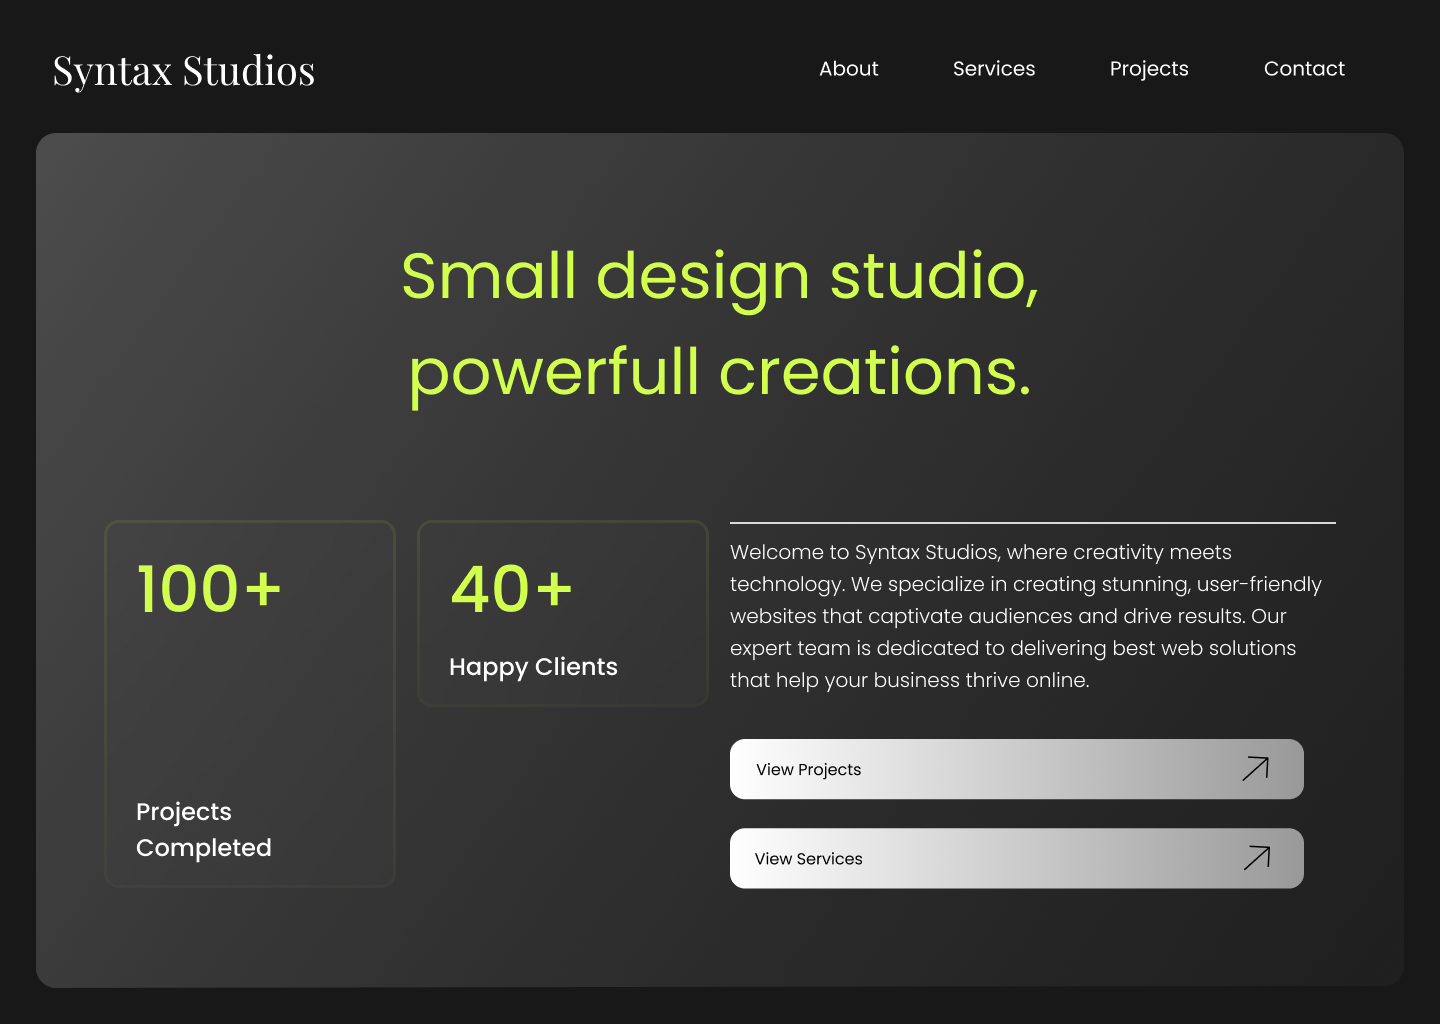 Syntax Studios
About
Services
Projects
Contact
Small design studio,
powerfull creations.
100+
Projects
Completed
40+
Happy Clients
Welcome to Syntax Studios, where creativity meets
technology. We specialize in creating stunning, user-friendly
websites that captivate audiences and drive results. Our
expert team is dedicated to delivering best web solutions
that help your business thrive online.
View Projects
View Services